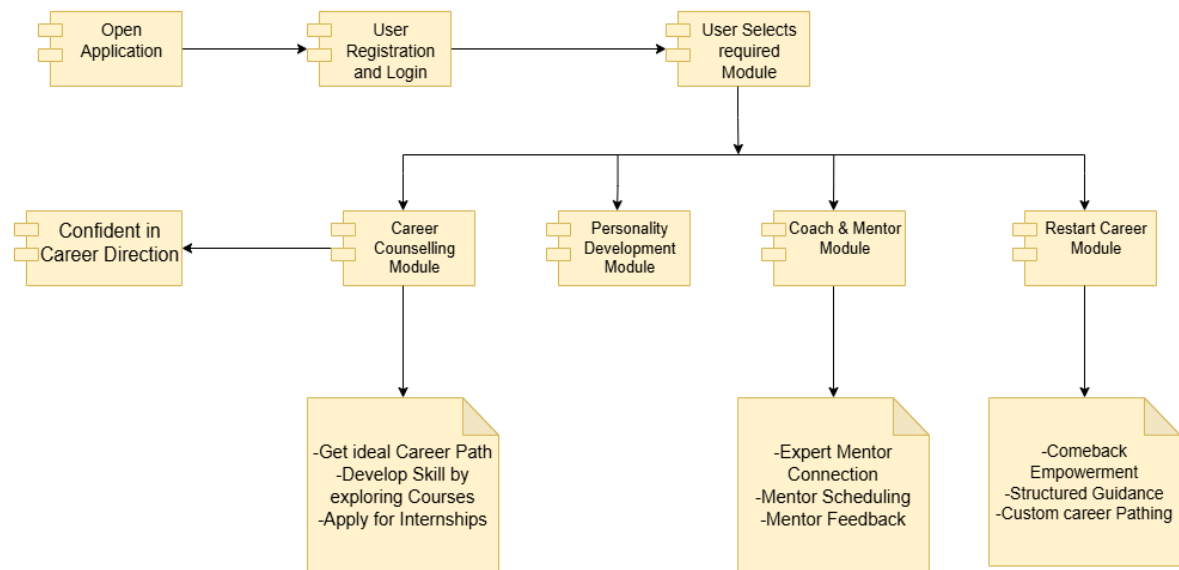 Open
Application
User
Registration
and Login
User Selects
required
Module
Confident in
Career Direction
Career
Counselling
Module
Personality
Development
Module
Coach & Mentor
Module
Restart Career
Module
-Get ideal Career Path
-Develop Skill by
exploring Courses
-Apply for Internships
-Expert Mentor
Connection
-Mentor Scheduling
-Mentor Feedback
-Comeback
Empowerment
-Structured Guidance
-Custom career Pathing